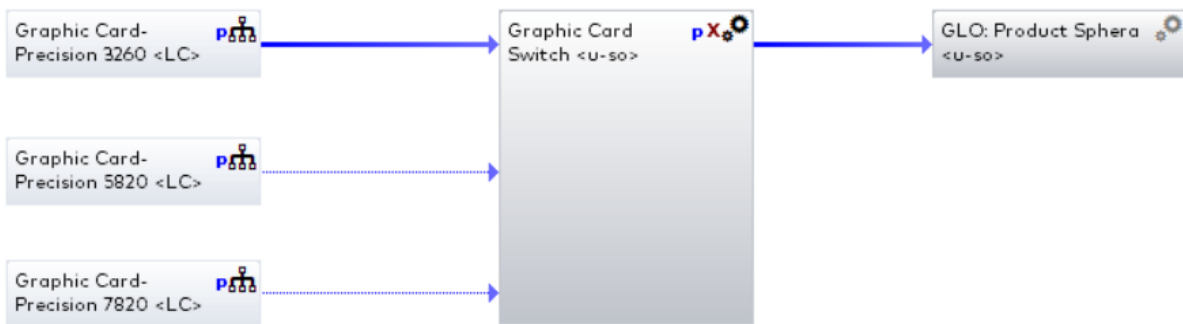 Graphic Card-
Precision 3260 <LC>
p
Graphic Card
Switch <u-so>
pX
GLO: Product Sphera
<u-so>
Graphic Card-
Precision 5820 <LC>
p
Graphic Card-
Precision 7820 <LC>
p